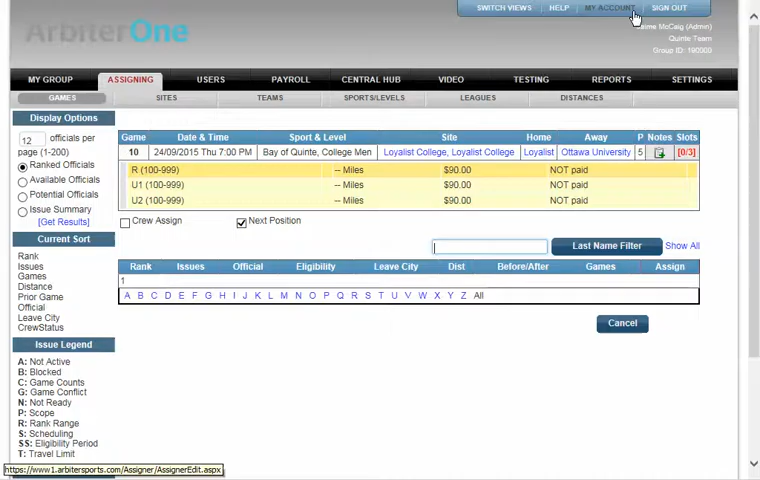 ArbiterOne
SWITCH VIEWS HELP MY ACCOUNT SIGN OUT
Jaime McCaig (Admin)
Quinte Team
Group ID: 190000
MY GROUP ASSIGNING USERS PAYROLL CENTRAL HUB VIDEO TESTING REPORTS SETTINGS
GAMES SITES TEAMS SPORTS/LEVELS LEAGUES DISTANCES
Display Options
12 officials per
page (1-200)
Ranked Officials
Available Officials
Potential Officials
Issue Summary
[Get Results]
Current Sort
Rank
Issues
Games
Distance
Prior Game
Official
Leave City
CrewStatus
Issue Legend
A: Not Active
B: Blocked
C: Game Counts
G: Game Conflict
N: Not Ready
P: Scope
R: Rank Range
S: Scheduling
SS: Eligibility Period
T: Travel Limit
Game Date & Time Sport & Level Site Home Away P Notes Slots
10 24/09/2015 Thu 7:00 PM Bay of Quinte, College Men Loyalist College, Loyalist College Loyalist Ottawa University 5 [0/3]
R (100-999) -- Miles $90.00 NOT paid
U1 (100-999) -- Miles $90.00 NOT paid
U2 (100-999) -- Miles $90.00 NOT paid
Crew Assign Next Position
Last Name Filter Show All
Rank Issues Official Eligibility Leave City Dist Before/After Games Assign
1
A B C D E F G H I J K L M N O P Q R S T U V W X Y Z All
Cancel
https://www1.arbitersports.com/Assigner/AssignerEdit.aspx